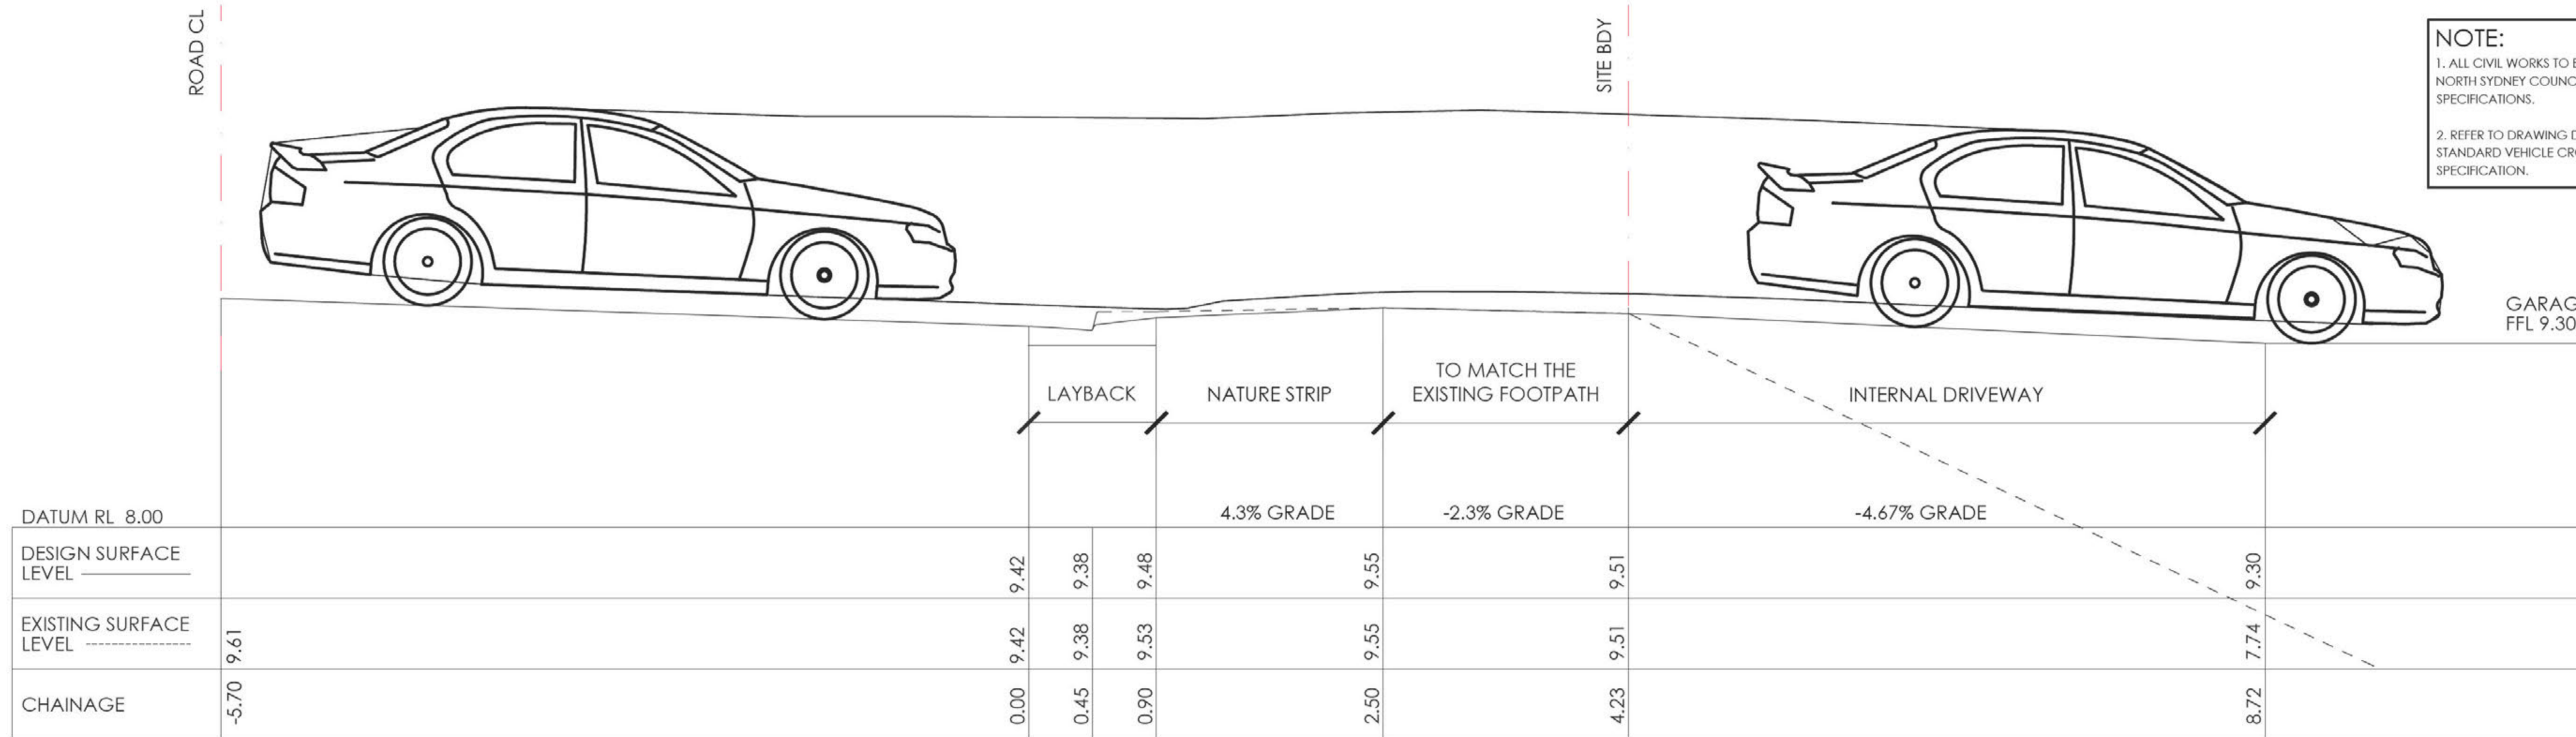 ROAD CL
SITE BDY
NOTE:
1. ALL CIVIL WORKS TO
NORTH SYDNEY
SPECIFICATIONS.
2. REFER TO DRAWING
STANDARD VEHICLE
SPECIFICATION.
GARAG
FFL 9.30
LAYBACK
NATURE STRIP
TO MATCH THE
EXISTING FOOTPATH
INTERNAL DRIVEWAY
DATUM RL 8.00
4.3% GRADE
-2.3% GRADE
-4.67% GRADE
DESIGN SURFACE
LEVEL
9.42
9.38
9.48
9.55
9.51
9.30
EXISTING SURFACE
LEVEL
9.61
9.42
9.38
9.53
9.55
9.51
7.74
CHAINAGE
-5.70
0.00
0.45
0.90
2.50
4.23
8.72